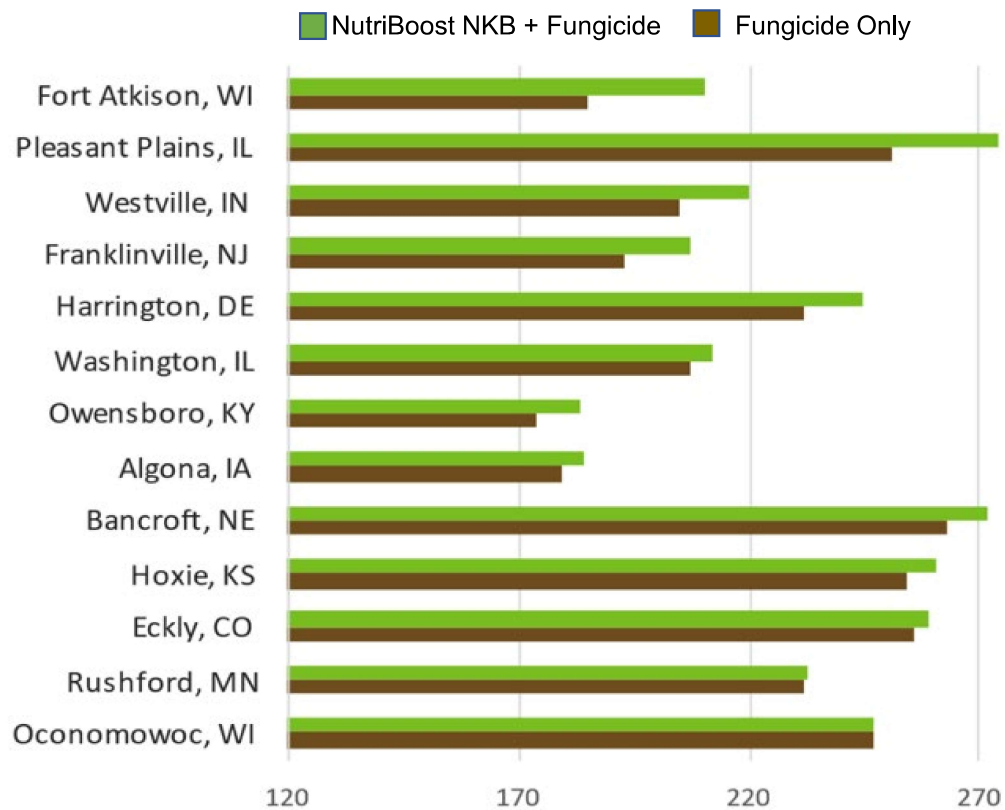 NutriBoost NKB + Fungicide Fungicide Only
Fort Atkison, WI
Pleasant Plains, IL
Westville, IN
Franklinville, NJ
Harrington, DE
Washington, IL
Owensboro, KY
Algona, IA
Bancroft, NE
Hoxie, KS
Eckly, CO
Rushford, MN
Oconomowoc, WI
120 170 220 270